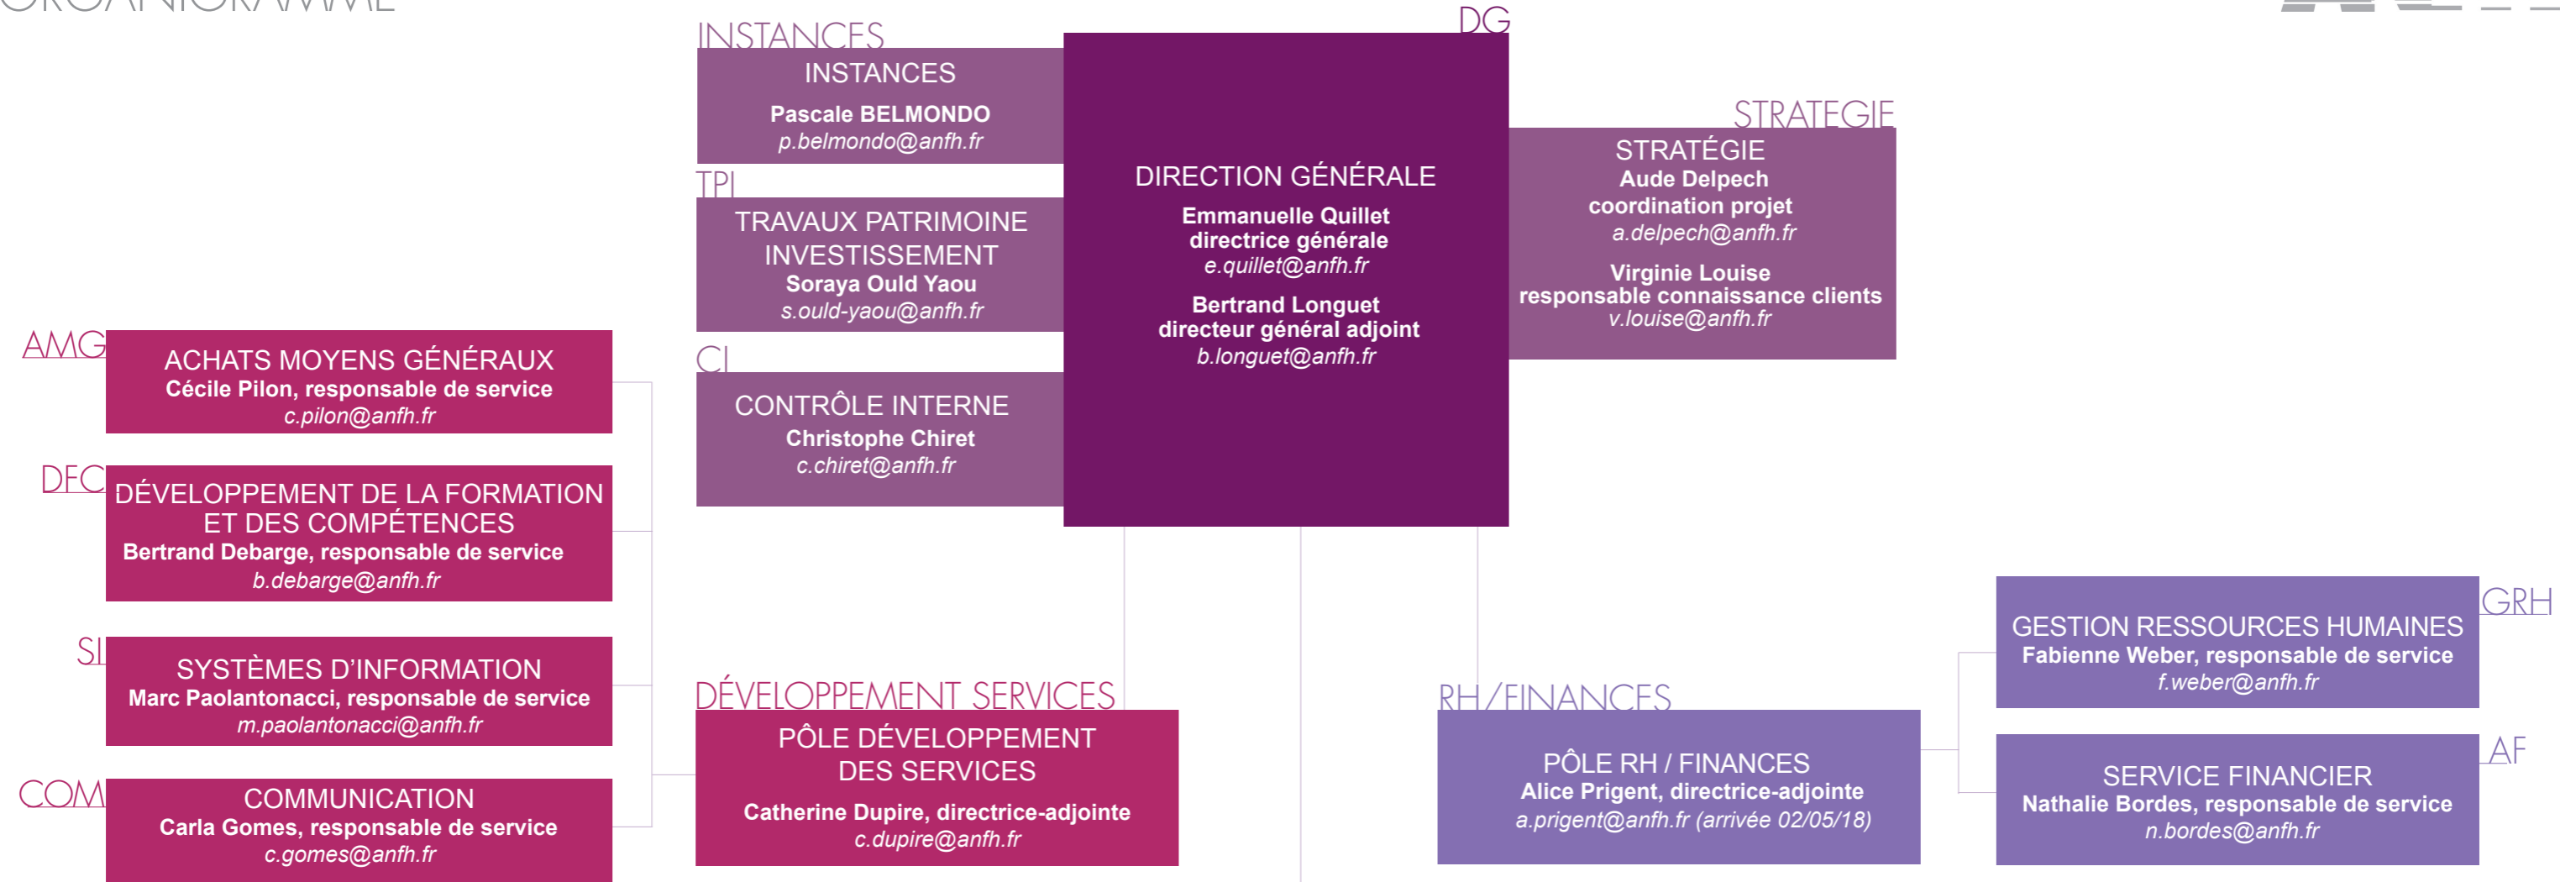 ORGANIGRAMME
DG
INSTANCES
INSTANCES
Pascale BELMONDO
p.belmondo@anfh.fr
TPI
TRAVAUX PATRIMOINE
INVESTISSEMENT
Soraya Ould Yaou
s.ould-yaou@anfh.fr
CI
CONTRÔLE INTERNE
Christophe Chiret
c.chiret@anfh.fr
DIRECTION GÉNÉRALE
Emmanuelle Quillet
directrice générale
e.quillet@anfh.fr
Bertrand Longuet
directeur général adjoint
b.longuet@anfh.fr
STRATEGIE
STRATÉGIE
Aude Delpech
coordination projet
a.delpech@anfh.fr
Virginie Louise
responsable connaissance clients
v.louise@anfh.fr
AMG
ACHATS MOYENS GÉNÉRAUX
Cécile Pilon, responsable de service
c.pilon@anfh.fr
DFC
DÉVELOPPEMENT DE LA FORMATION
ET DES COMPÉTENCES
Bertrand Debarge, responsable de service
b.debarge@anfh.fr
SI
SYSTÈMES D'INFORMATION
Marc Paolantonacci, responsable de service
m.paolantonacci@anfh.fr
COM
COMMUNICATION
Carla Gomes, responsable de service
c.gomes@anfh.fr
DÉVELOPPEMENT SERVICES
PÔLE DÉVELOPPEMENT
DES SERVICES
Catherine Dupire, directrice-adjointe
c.dupire@anfh.fr
RH/FINANCES
PÔLE RH / FINANCES
Alice Prigent, directrice-adjointe
a.prigent@anfh.fr (arrivée 02/05/18)
GRH
GESTION RESSOURCES HUMAINES
Fabienne Weber, responsable de service
f.weber@anfh.fr
AF
SERVICE FINANCIER
Nathalie Bordes, responsable de service
n.bordes@anfh.fr